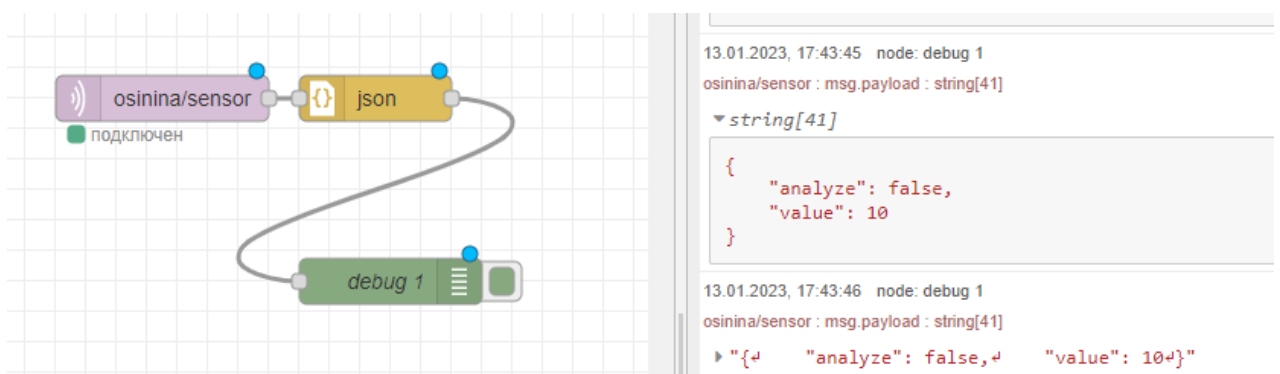 osinina/sensor
json
подключен
debug 1
13.01.2023, 17:43:45 node: debug 1
osinina/sensor : msg.payload : string[41]
string[41]
{
"analyze": false,
"value": 10
}
13.01.2023, 17:43:46 node: debug 1
osinina/sensor : msg.payload : string[41]
"{↵ "analyze": false,↵ "value": 10↵}"